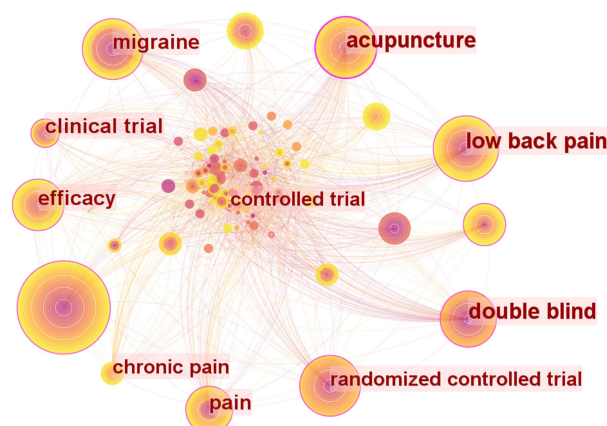 migraine
acupuncture
clinical trial
low back pain
efficacy
controlled trial
double blind
chronic pain
randomized controlled trial
pain